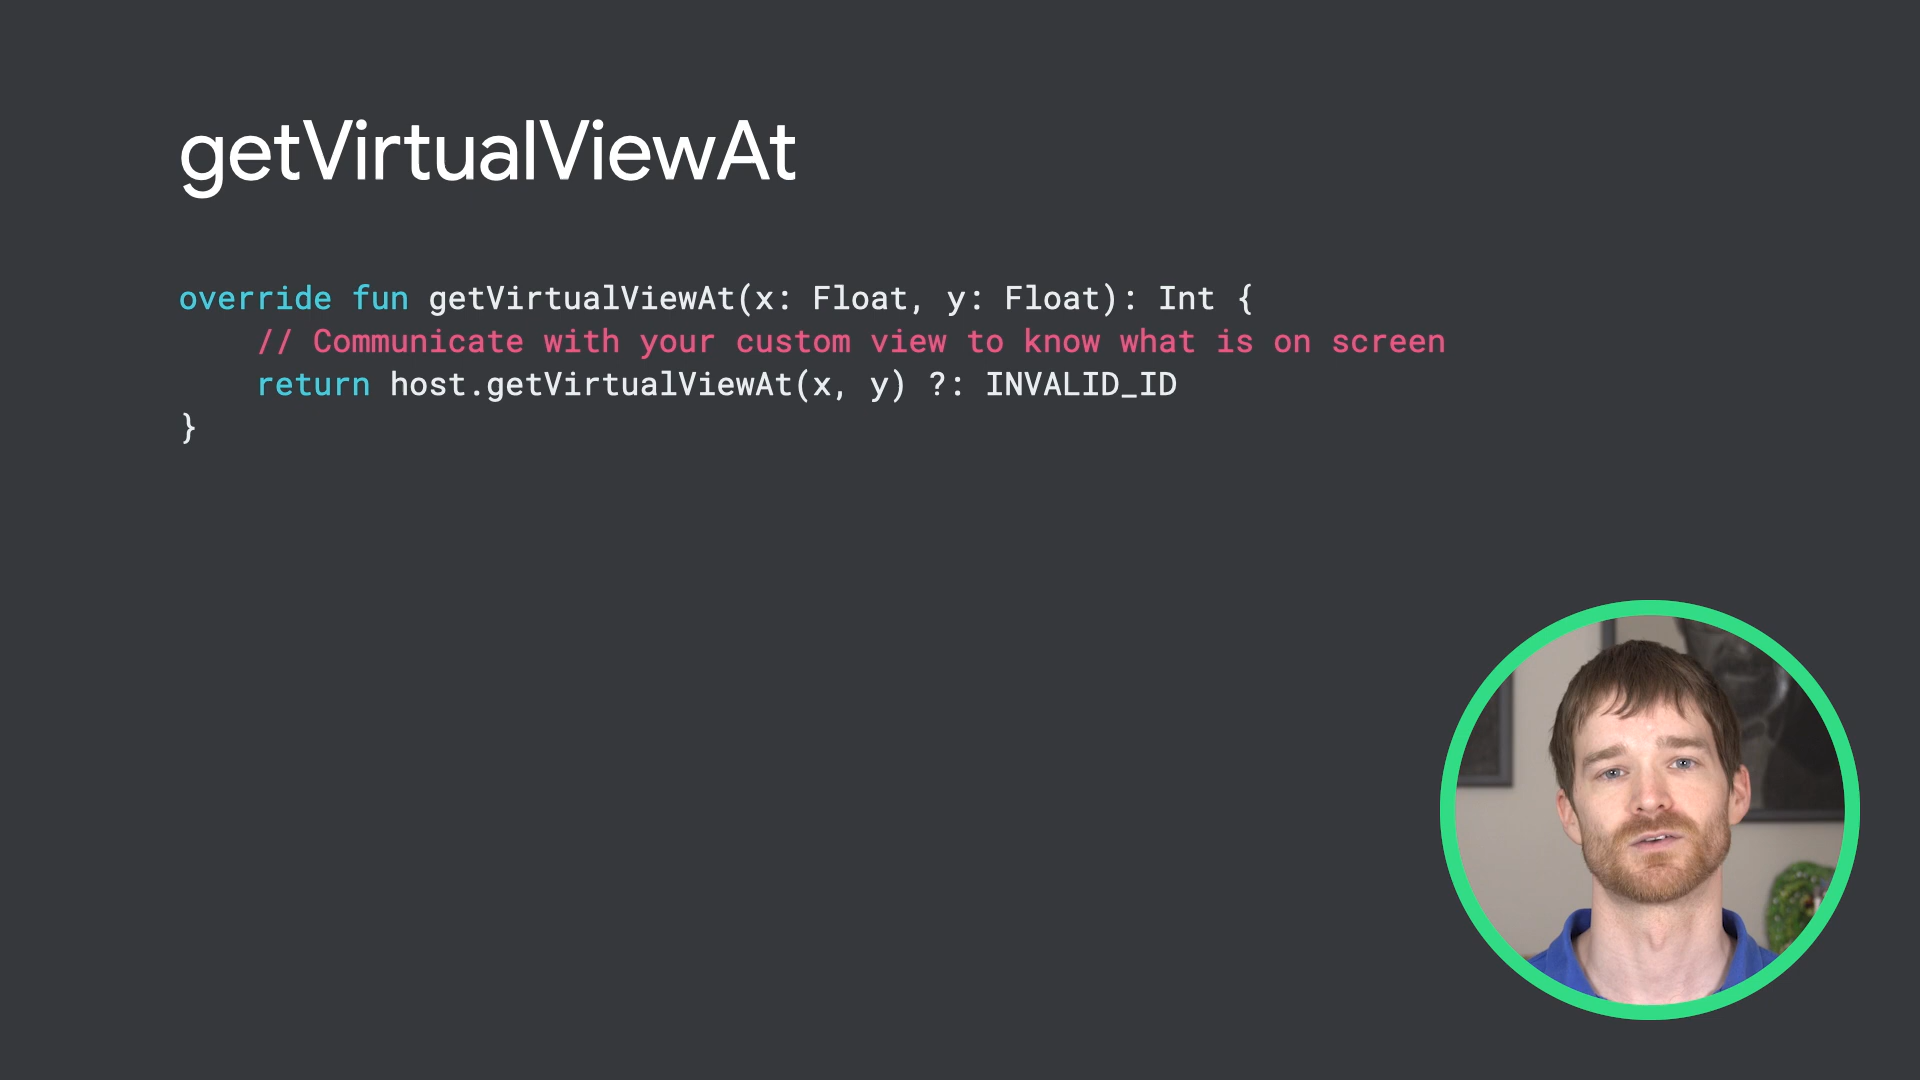 getVirtualViewAt
override fun getVirtualViewAt(x: Float, y: Float): Int {
// Communicate with your custom view to know what is on screen
return host.getVirtualViewAt(x, y) ?: INVALID_ID
}